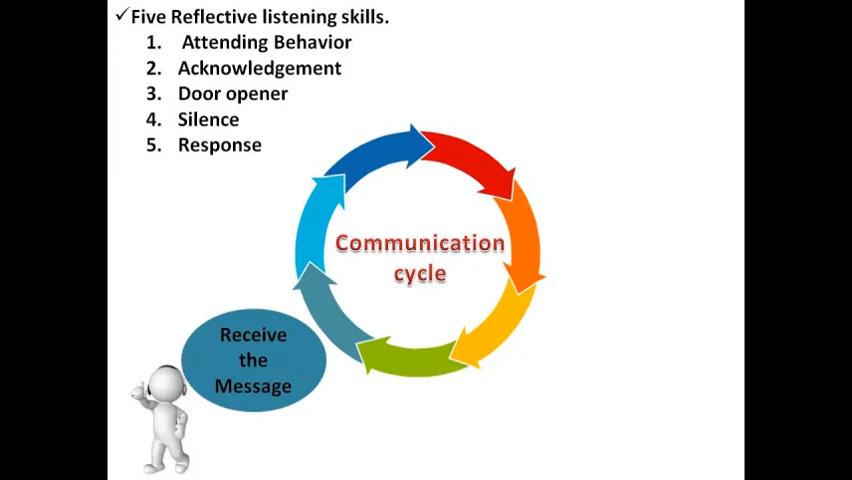 ✓Five Reflective listening skills.
1. Attending Behavior
2. Acknowledgement
3. Door opener
4. Silence
5. Response
Communication
cycle
Receive
the
Message